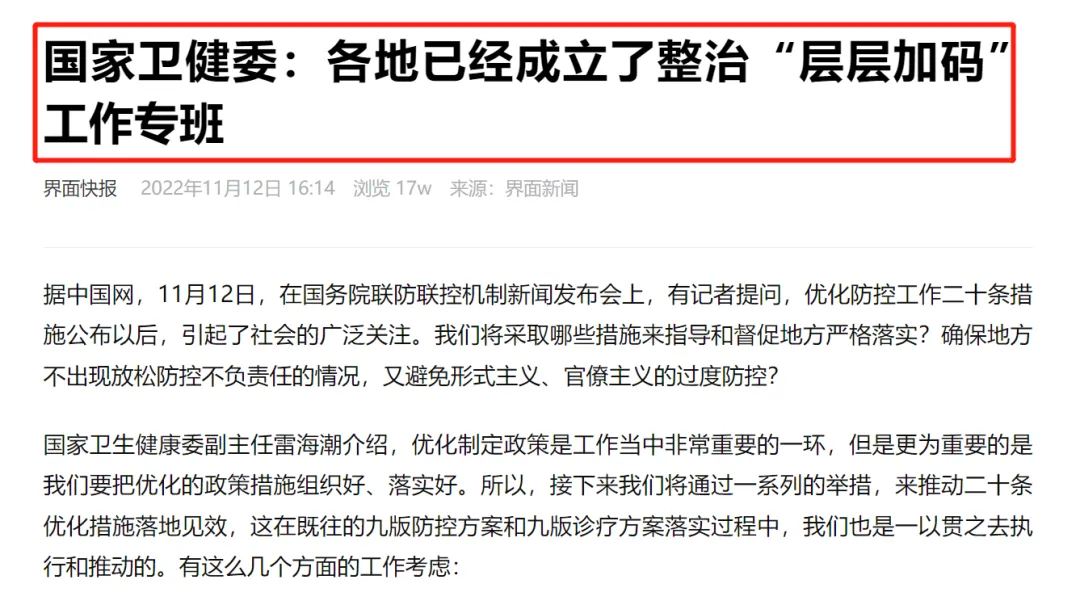 国家卫健委：各地已经成立了整治“层层加码”
工作专班
界面快报 2022年11月12日 16:14 浏览 17w 来源：界面新闻
据中国网，11月12日，在国务院联防联控机制新闻发布会上，有记者提问，优化防控工作二十条措
施公布以后，引起了社会的广泛关注。我们将采取哪些措施来指导和督促地方严格落实？确保地方
不出现放松防控不负责任的情况，又避免形式主义、官僚主义的过度防控？
国家卫生健康委副主任雷海潮介绍，优化制定政策是工作当中非常重要的一环，但是更为重要的是
我们要把优化的政策措施组织好、落实好。所以，接下来我们将通过一系列的举措，来推动二十条
优化措施落地见效，这在既往的九版防控方案和九版诊疗方案落实过程中，我们也是一以贯之去执
行和推动的。有这么几个方面的工作考虑：